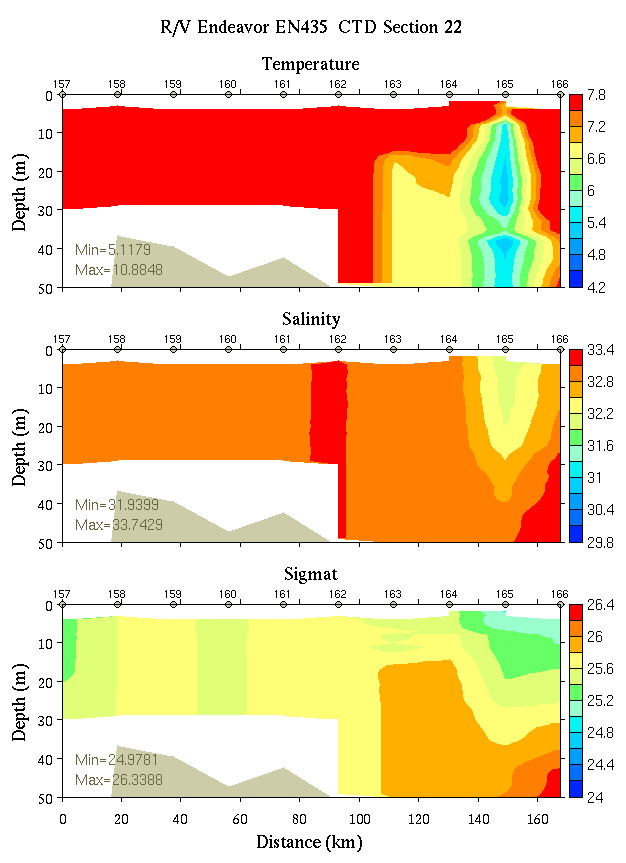 R/V Endeavor EN435 CTD Section 22
Temperature
157 158 159 160 161 162 163 164 165 166
0 10 20 30 40 50
Depth (m)
Min=5.1179
Max=10.8848
7.8 7.2 6.6 6 5.4 4.8 4.2
Salinity
157 158 159 160 161 162 163 164 165 166
0 10 20 30 40 50
Depth (m)
Min=31.9399
Max=33.7429
33.4 32.8 32.2 31.6 31 30.4 29.8
Sigmat
157 158 159 160 161 162 163 164 165 166
0 10 20 30 40 50
Depth (m)
Min=24.9781
Max=26.3388
26.4 26 25.6 25.2 24.8 24.4 24
0 20 40 60 80 100 120 140 160
Distance (km)